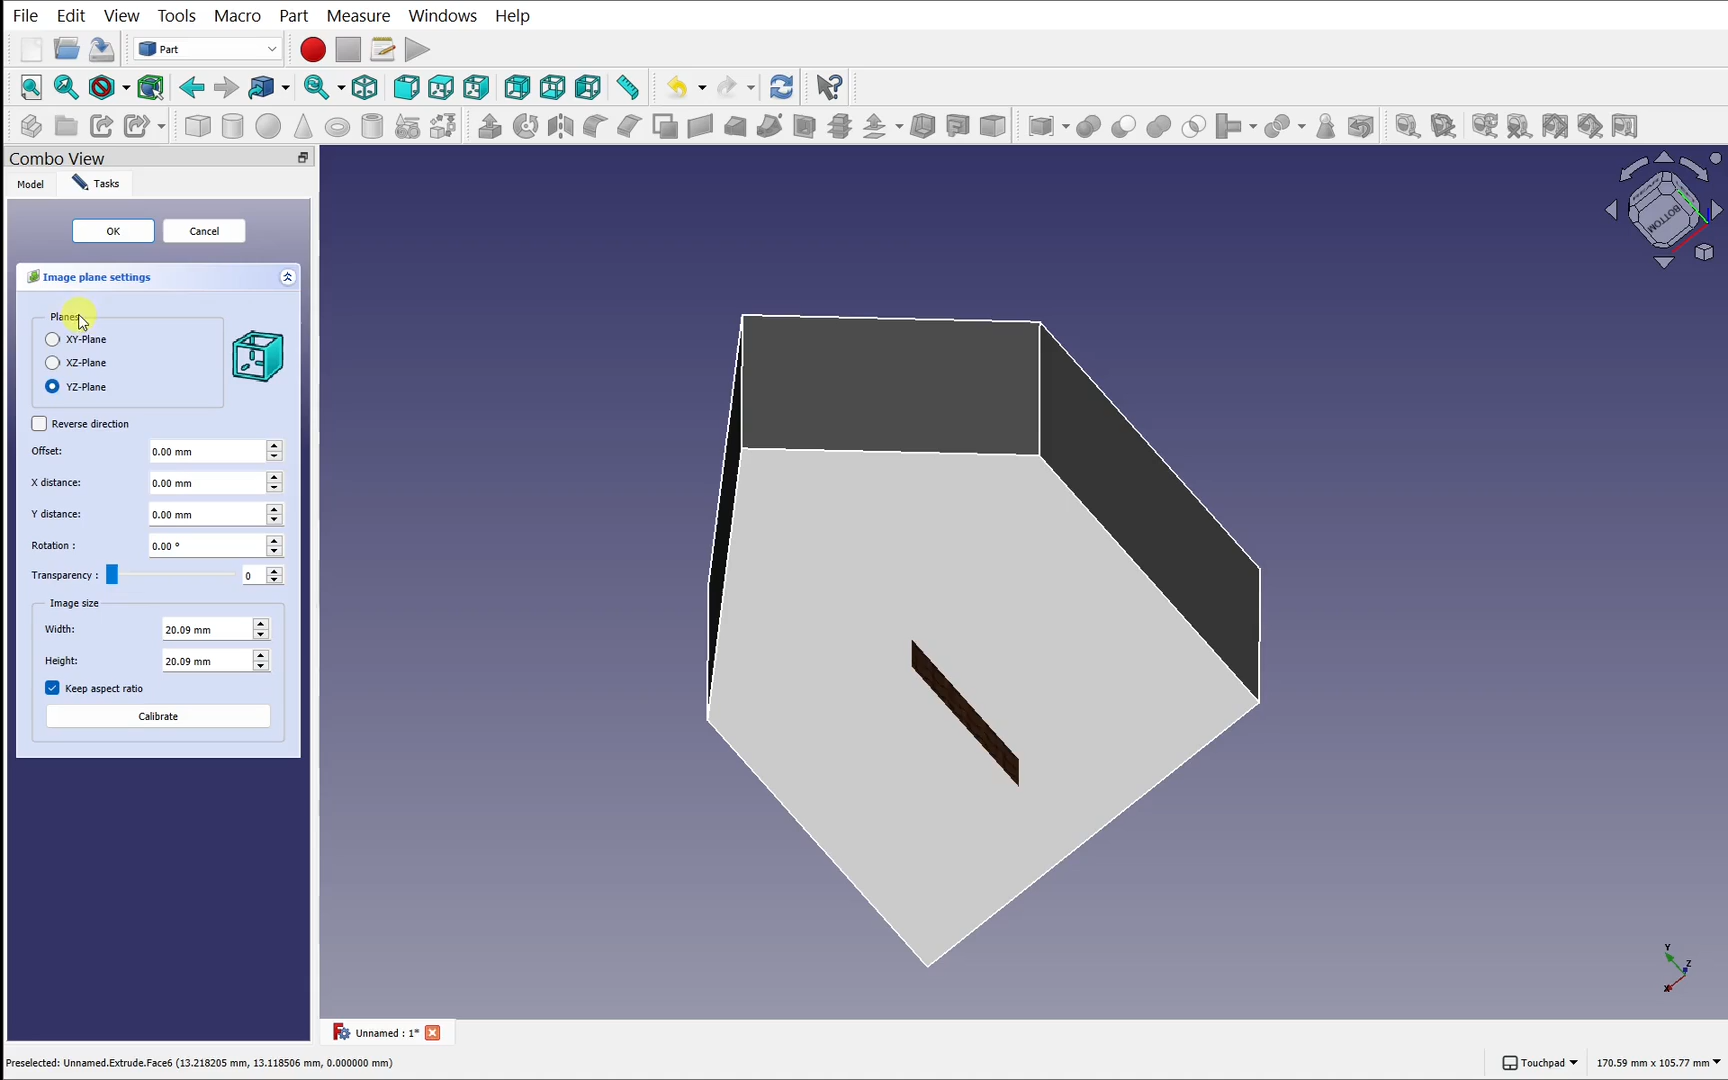 File Edit View Tools Macro Part Measure Windows Help
Part
Combo View
Model Tasks
OK Cancel
Image plane settings
Planes
XY-Plane
XZ-Plane
YZ-Plane
Reverse direction
Offset: 0.00 mm
X distance: 0.00 mm
Y distance: 0.00 mm
Rotation : 0.00 °
Transparency : 0
Image size
Width: 20.09 mm
Height: 20.09 mm
Keep aspect ratio
Calibrate
BOTTOM
Y
Z
X
Unnamed : 1*
Preselected: Unnamed.Extrude.Face6 (13.218205 mm, 13.118506 mm, 0.000000 mm) Touchpad 170.59 mm x 105.77 mm